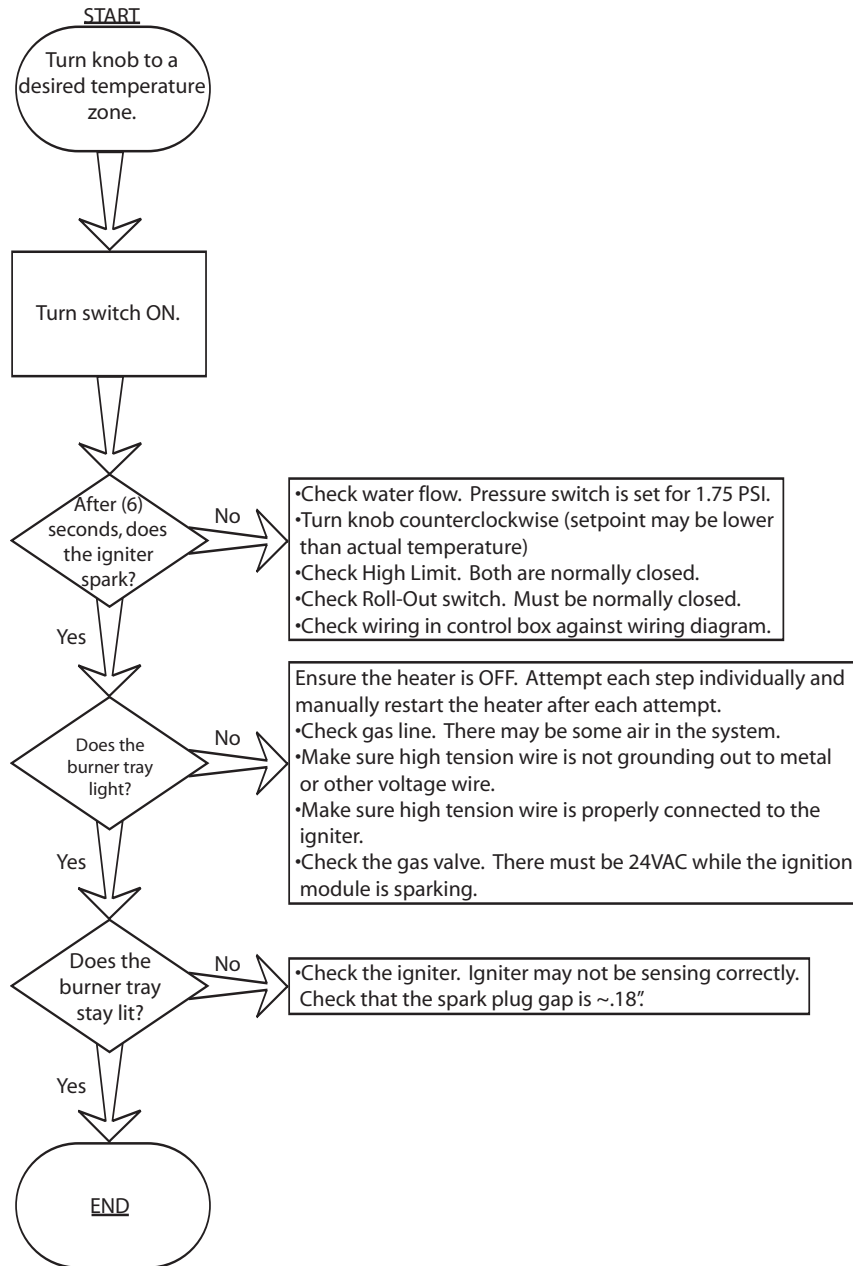 START
Turn knob to a
desired temperature
zone.
Turn switch ON.
After (6)
seconds, does
the igniter
spark?
No
•Check water flow.  Pressure switch is set for 1.75 PSI.
•Turn knob counterclockwise (setpoint may be lower
than actual temperature)
•Check High Limit.  Both are normally closed.
•Check Roll-Out switch.  Must be normally closed.
•Check wiring in control box against wiring diagram.
Yes
Does the
burner tray
light?
No
Ensure the heater is OFF.  Attempt each step individually and
manually restart the heater after each attempt.
•Check gas line.  There may be some air in the system.
•Make sure high tension wire is not grounding out to metal
or other voltage wire.
•Make sure high tension wire is properly connected to the
igniter.
•Check the gas valve.  There must be 24VAC while the ignition
module is sparking.
Yes
Does the
burner tray
stay lit?
No
•Check the igniter.  Igniter may not be sensing correctly.
Check that the spark plug gap is ~.18”.
Yes
END